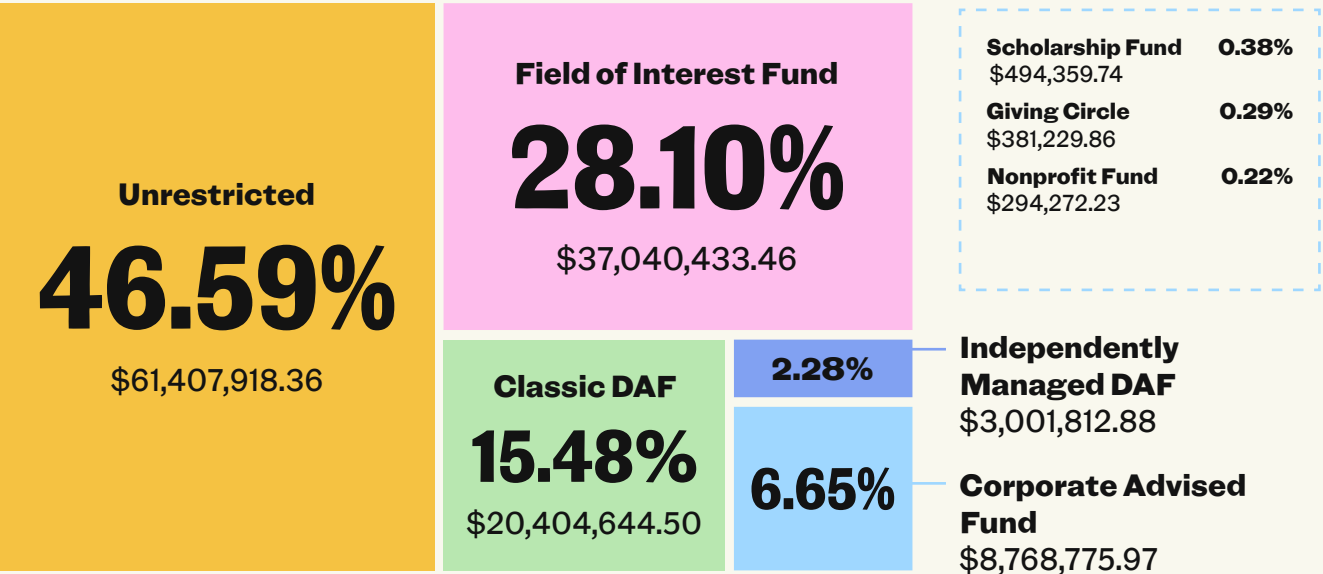 Unrestricted
46.59%
$61,407,918.36
Field of Interest Fund
28.10%
$37,040,433.46
Classic DAF
15.48%
$20,404,644.50
2.28%
6.65%
Scholarship Fund 0.38%
$494,359.74
Giving Circle 0.29%
$381,229.86
Nonprofit Fund 0.22%
$294,272.23
Independently
Managed DAF
$3,001,812.88
Corporate Advised
Fund
$8,768,775.97